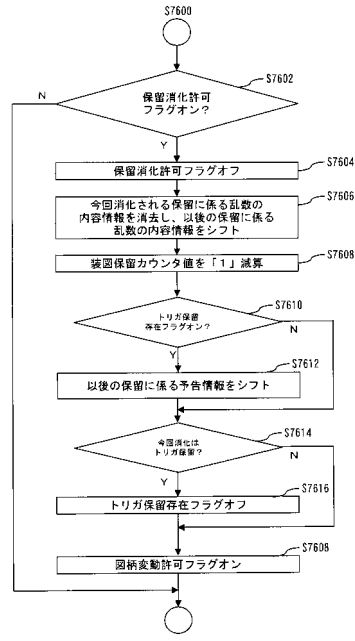 S7600
S7602
N
保留消化許可
フラグオン?
Y
S7604
保留消化許可フラグオフ
S7606
今回消化される保留に係る乱数の
内容情報を消去し、以後の保留に係る
乱数の内容情報をシフト
S7608
装図保留カウンタ値を「1」減算
S7610
トリガ保留
存在フラグオン?
N
Y
S7612
以後の保留に係る予告情報をシフト
S7614
今回消化は
トリガ保留?
N
Y
S7616
トリガ保留存在フラグオフ
S7608
図柄変動許可フラグオン